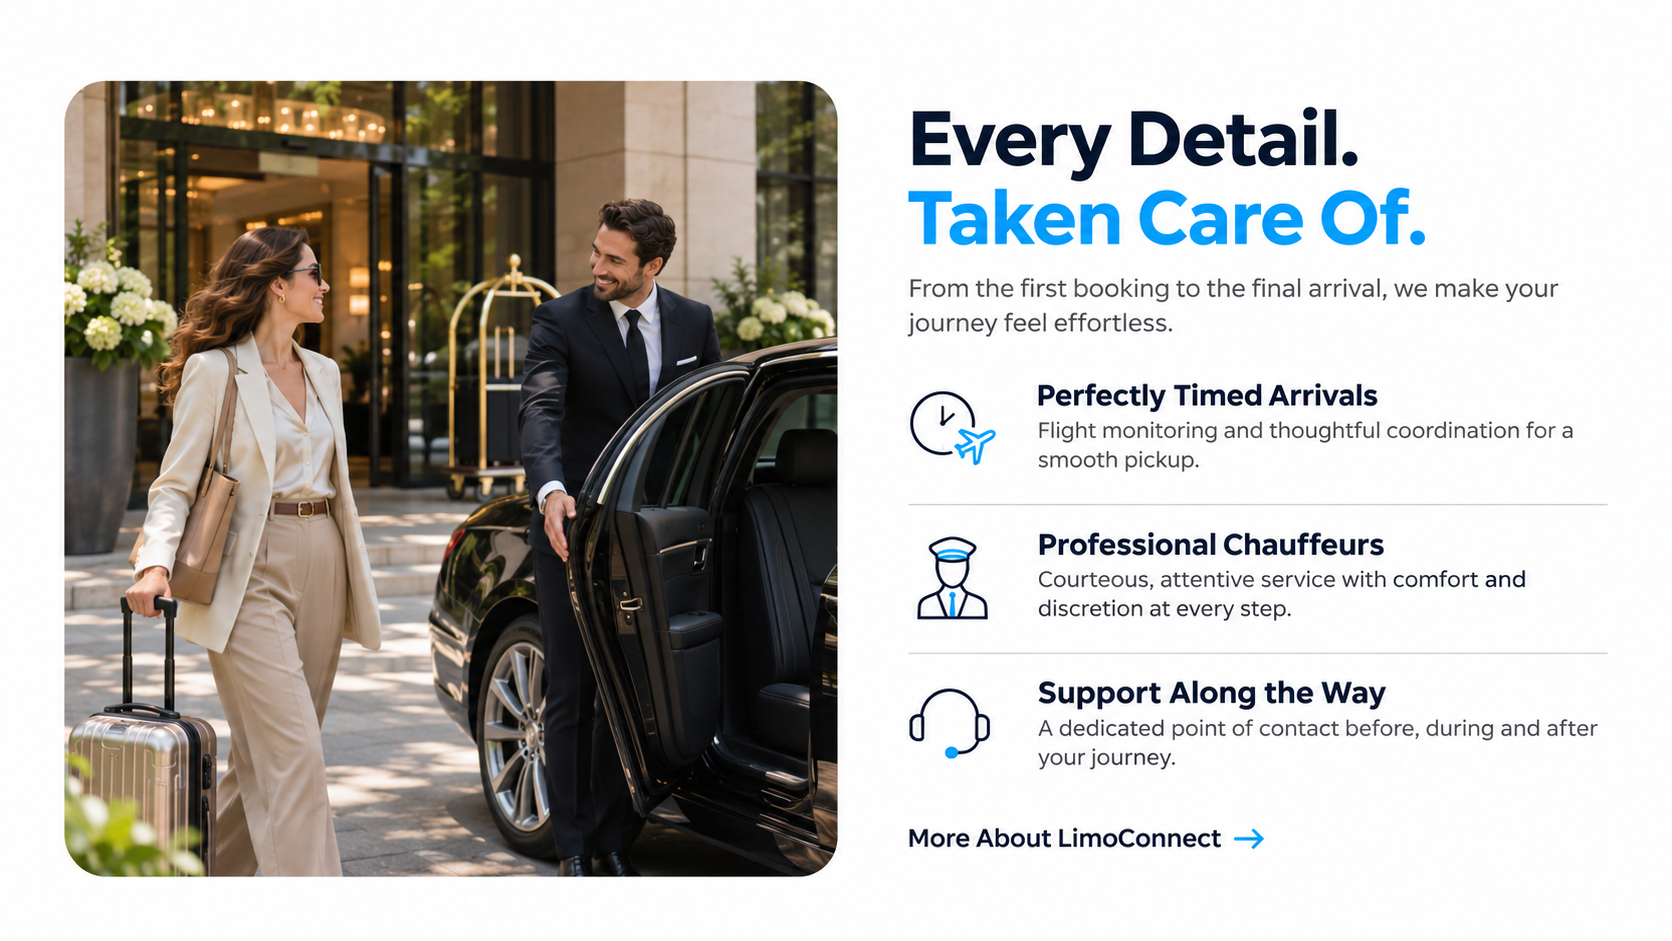 Every Detail.
Taken Care Of.
From the first booking to the final arrival, we make your
journey feel effortless.
Perfectly Timed Arrivals
Flight monitoring and thoughtful coordination for a
smooth pickup.
Professional Chauffeurs
Courteous, attentive service with comfort and
discretion at every step.
Support Along the Way
A dedicated point of contact before, during and after
your journey.
More About LimoConnect